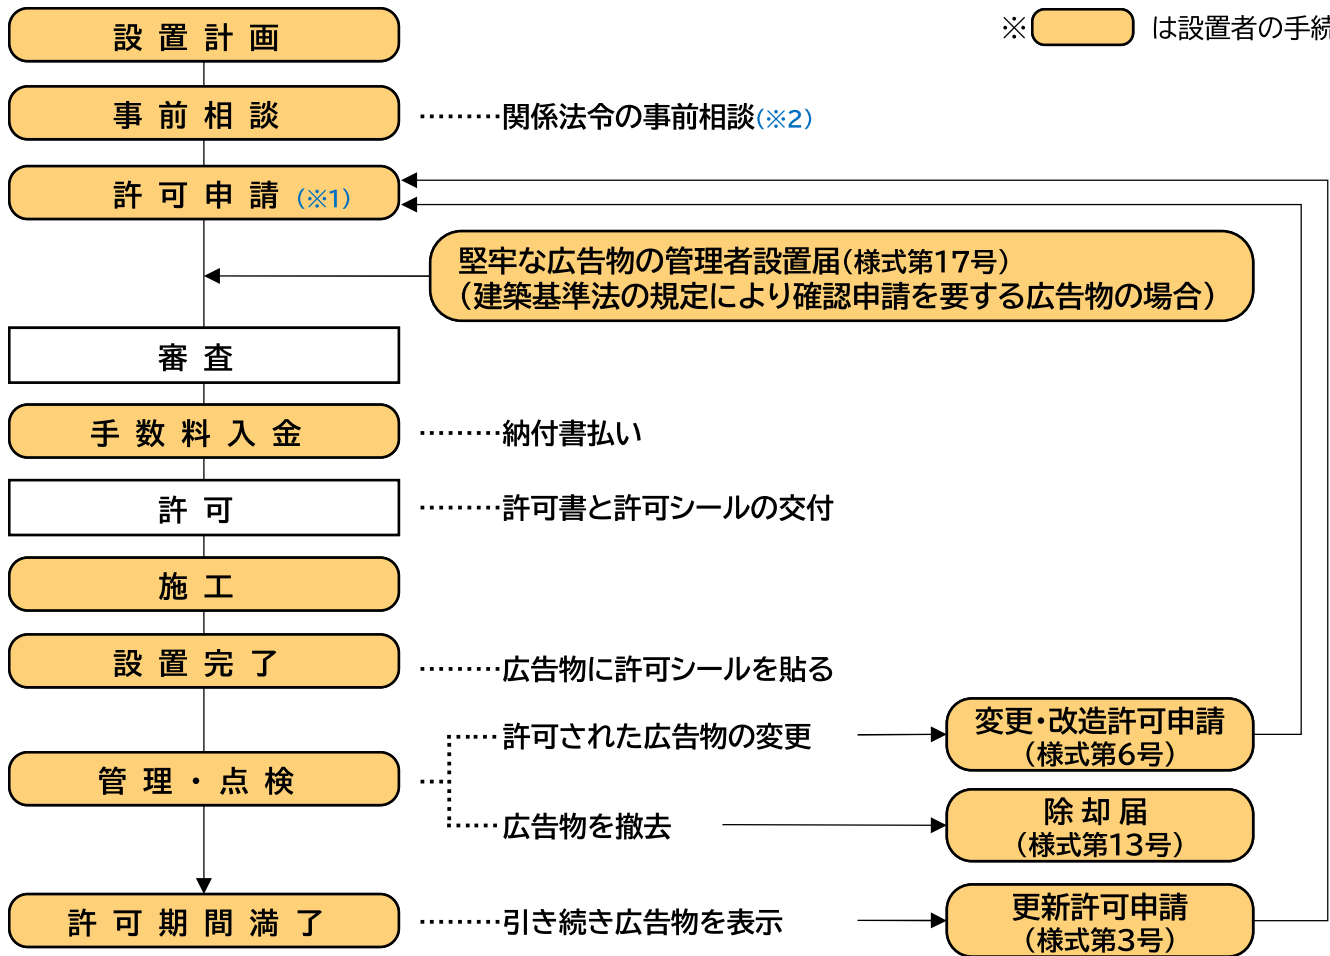 設置計画
※ は設置者の手続
事前相談
………関係法令の事前相談(※2)
許可申請(※1)
堅牢な広告物の管理者設置届(様式第17号)
(建築基準法の規定により確認申請を要する広告物の場合)
審査
手数料入金
………納付書払い
許可
………許可書と許可シールの交付
施工
設置完了
………広告物に許可シールを貼る
許可された広告物の変更
変更・改造許可申請
(様式第6号)
管理・点検
広告物を撤去
除却届
(様式第13号)
許可期間満了
………引き続き広告物を表示
更新許可申請
(様式第3号)